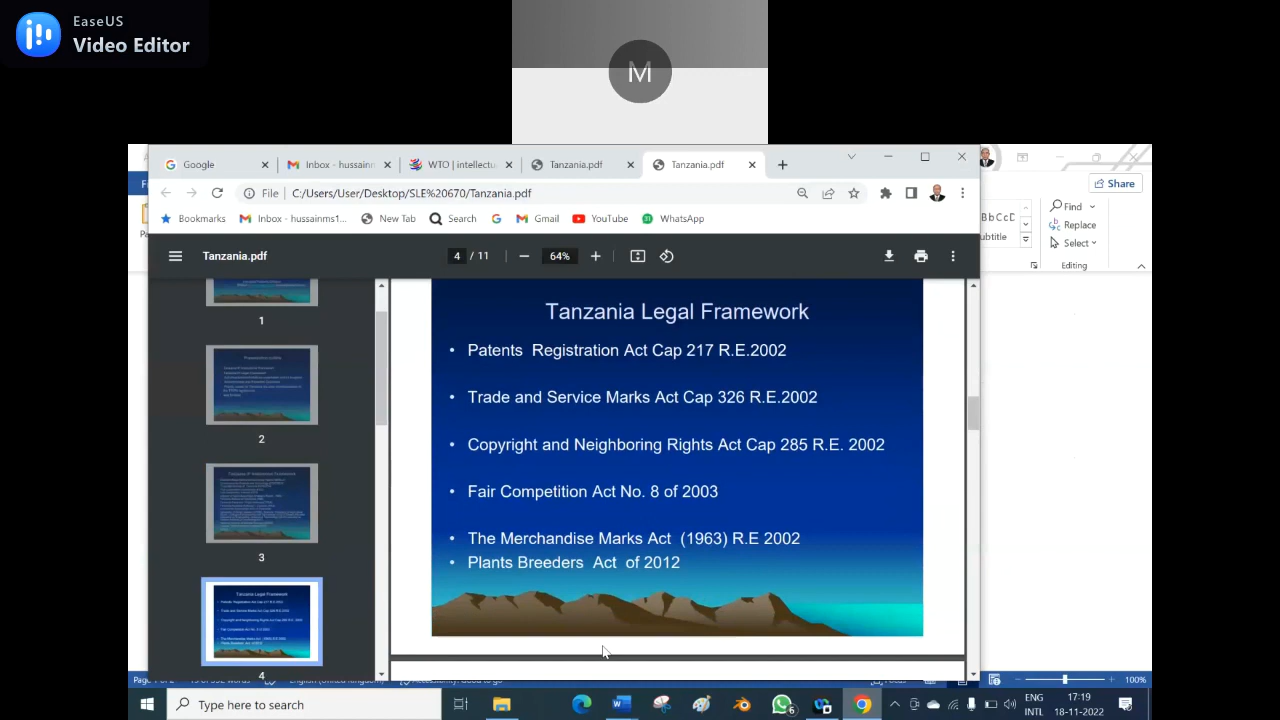 EaseUS
Video Editor
M
Google
Inbox - hussainn
WTO | intellectu
Tanzania.pdf
Tanzania.pdf
File
C:/Users/User/Desktop/SLE%20670/Tanzania.pdf
Share
Bookmarks
Inbox - hussainms1...
New Tab
Search
Gmail
YouTube
WhatsApp
Find
Replace
Select
Editing
Tanzania.pdf
4 / 11
64%
1
2
3
4
Tanzania Legal Framework
• Patents Registration Act Cap 217 R.E.2002
• Trade and Service Marks Act Cap 326 R.E.2002
• Copyright and Neighboring Rights Act Cap 285 R.E. 2002
• Fair Competition Act No. 8 of 2003
• The Merchandise Marks Act (1963) R.E 2002
• Plants Breeders Act of 2012
100%
Type here to search
6
ENG
INTL
17:19
18-11-2022